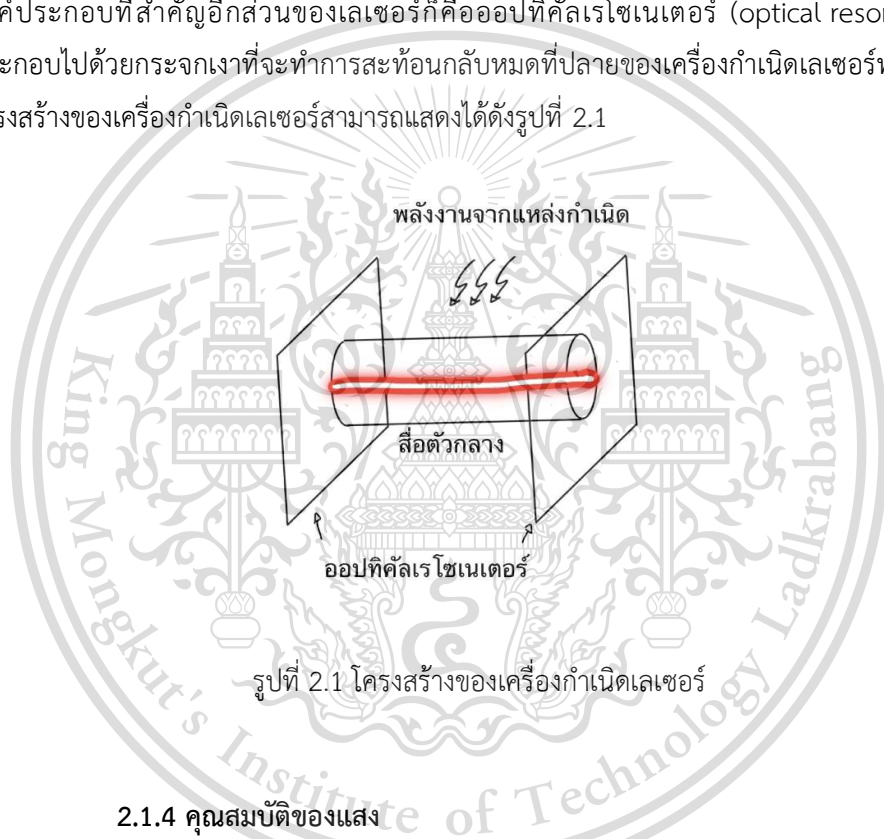 ค์ประกอบที่สำคัญอีกส่วนของเลเซอร์ก็คือออปทิคัลเรโซเนเตอร์ (optical reson
ะกอบไปด้วยกระจกเงาที่จะทำการสะท้อนกลับหมดที่ปลายของเครื่องกำเนิดเลเซอร์
รงสร้างของเครื่องกำเนิดเลเซอร์สามารถแสดงได้ดังรูปที่ 2.1
พลังงานจากแหล่งกำเนิด
สื่อตัวกลาง
ออปทิคัลเรโซเนเตอร์
รูปที่ 2.1 โครงสร้างของเครื่องกำเนิดเลเซอร์
2.1.4 คุณสมบัติของแสง
King Mongkut's Institute of Technology Ladkrabang